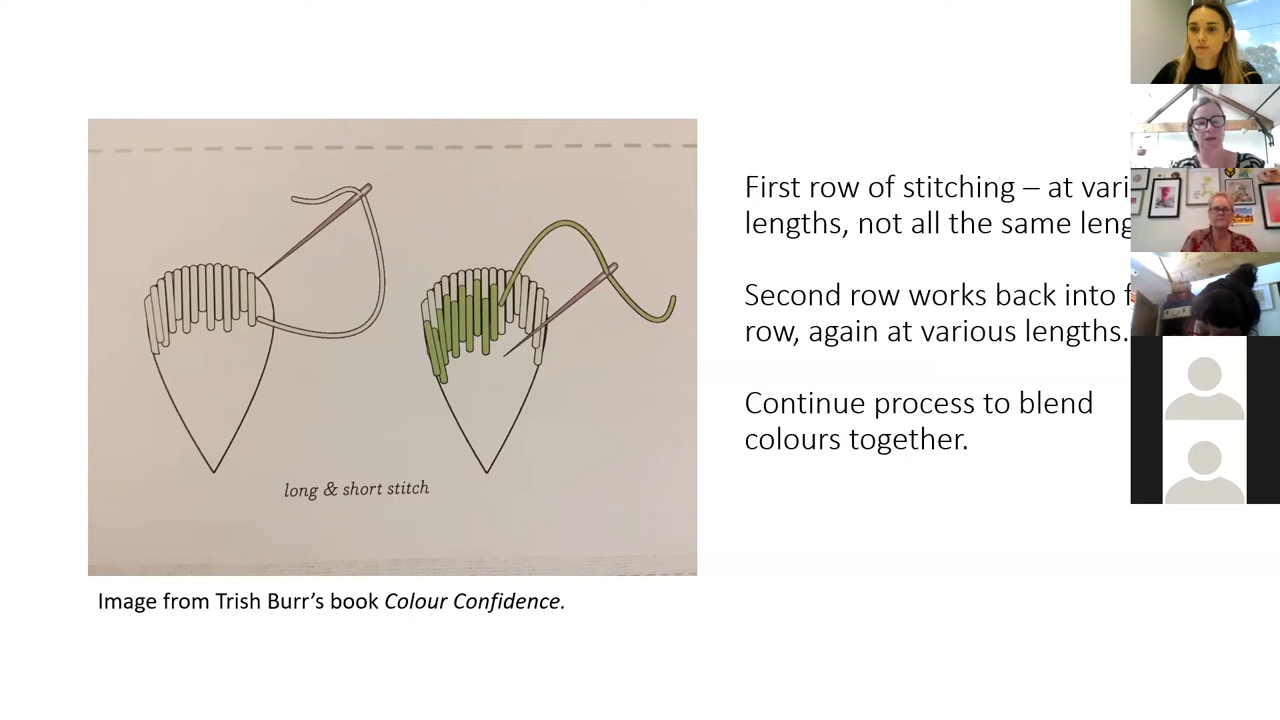 First row of stitching – at vari
lengths, not all the same leng
Second row works back into f
row, again at various lengths.
Continue process to blend
colours together.
long & short stitch
Image from Trish Burr’s book Colour Confidence.